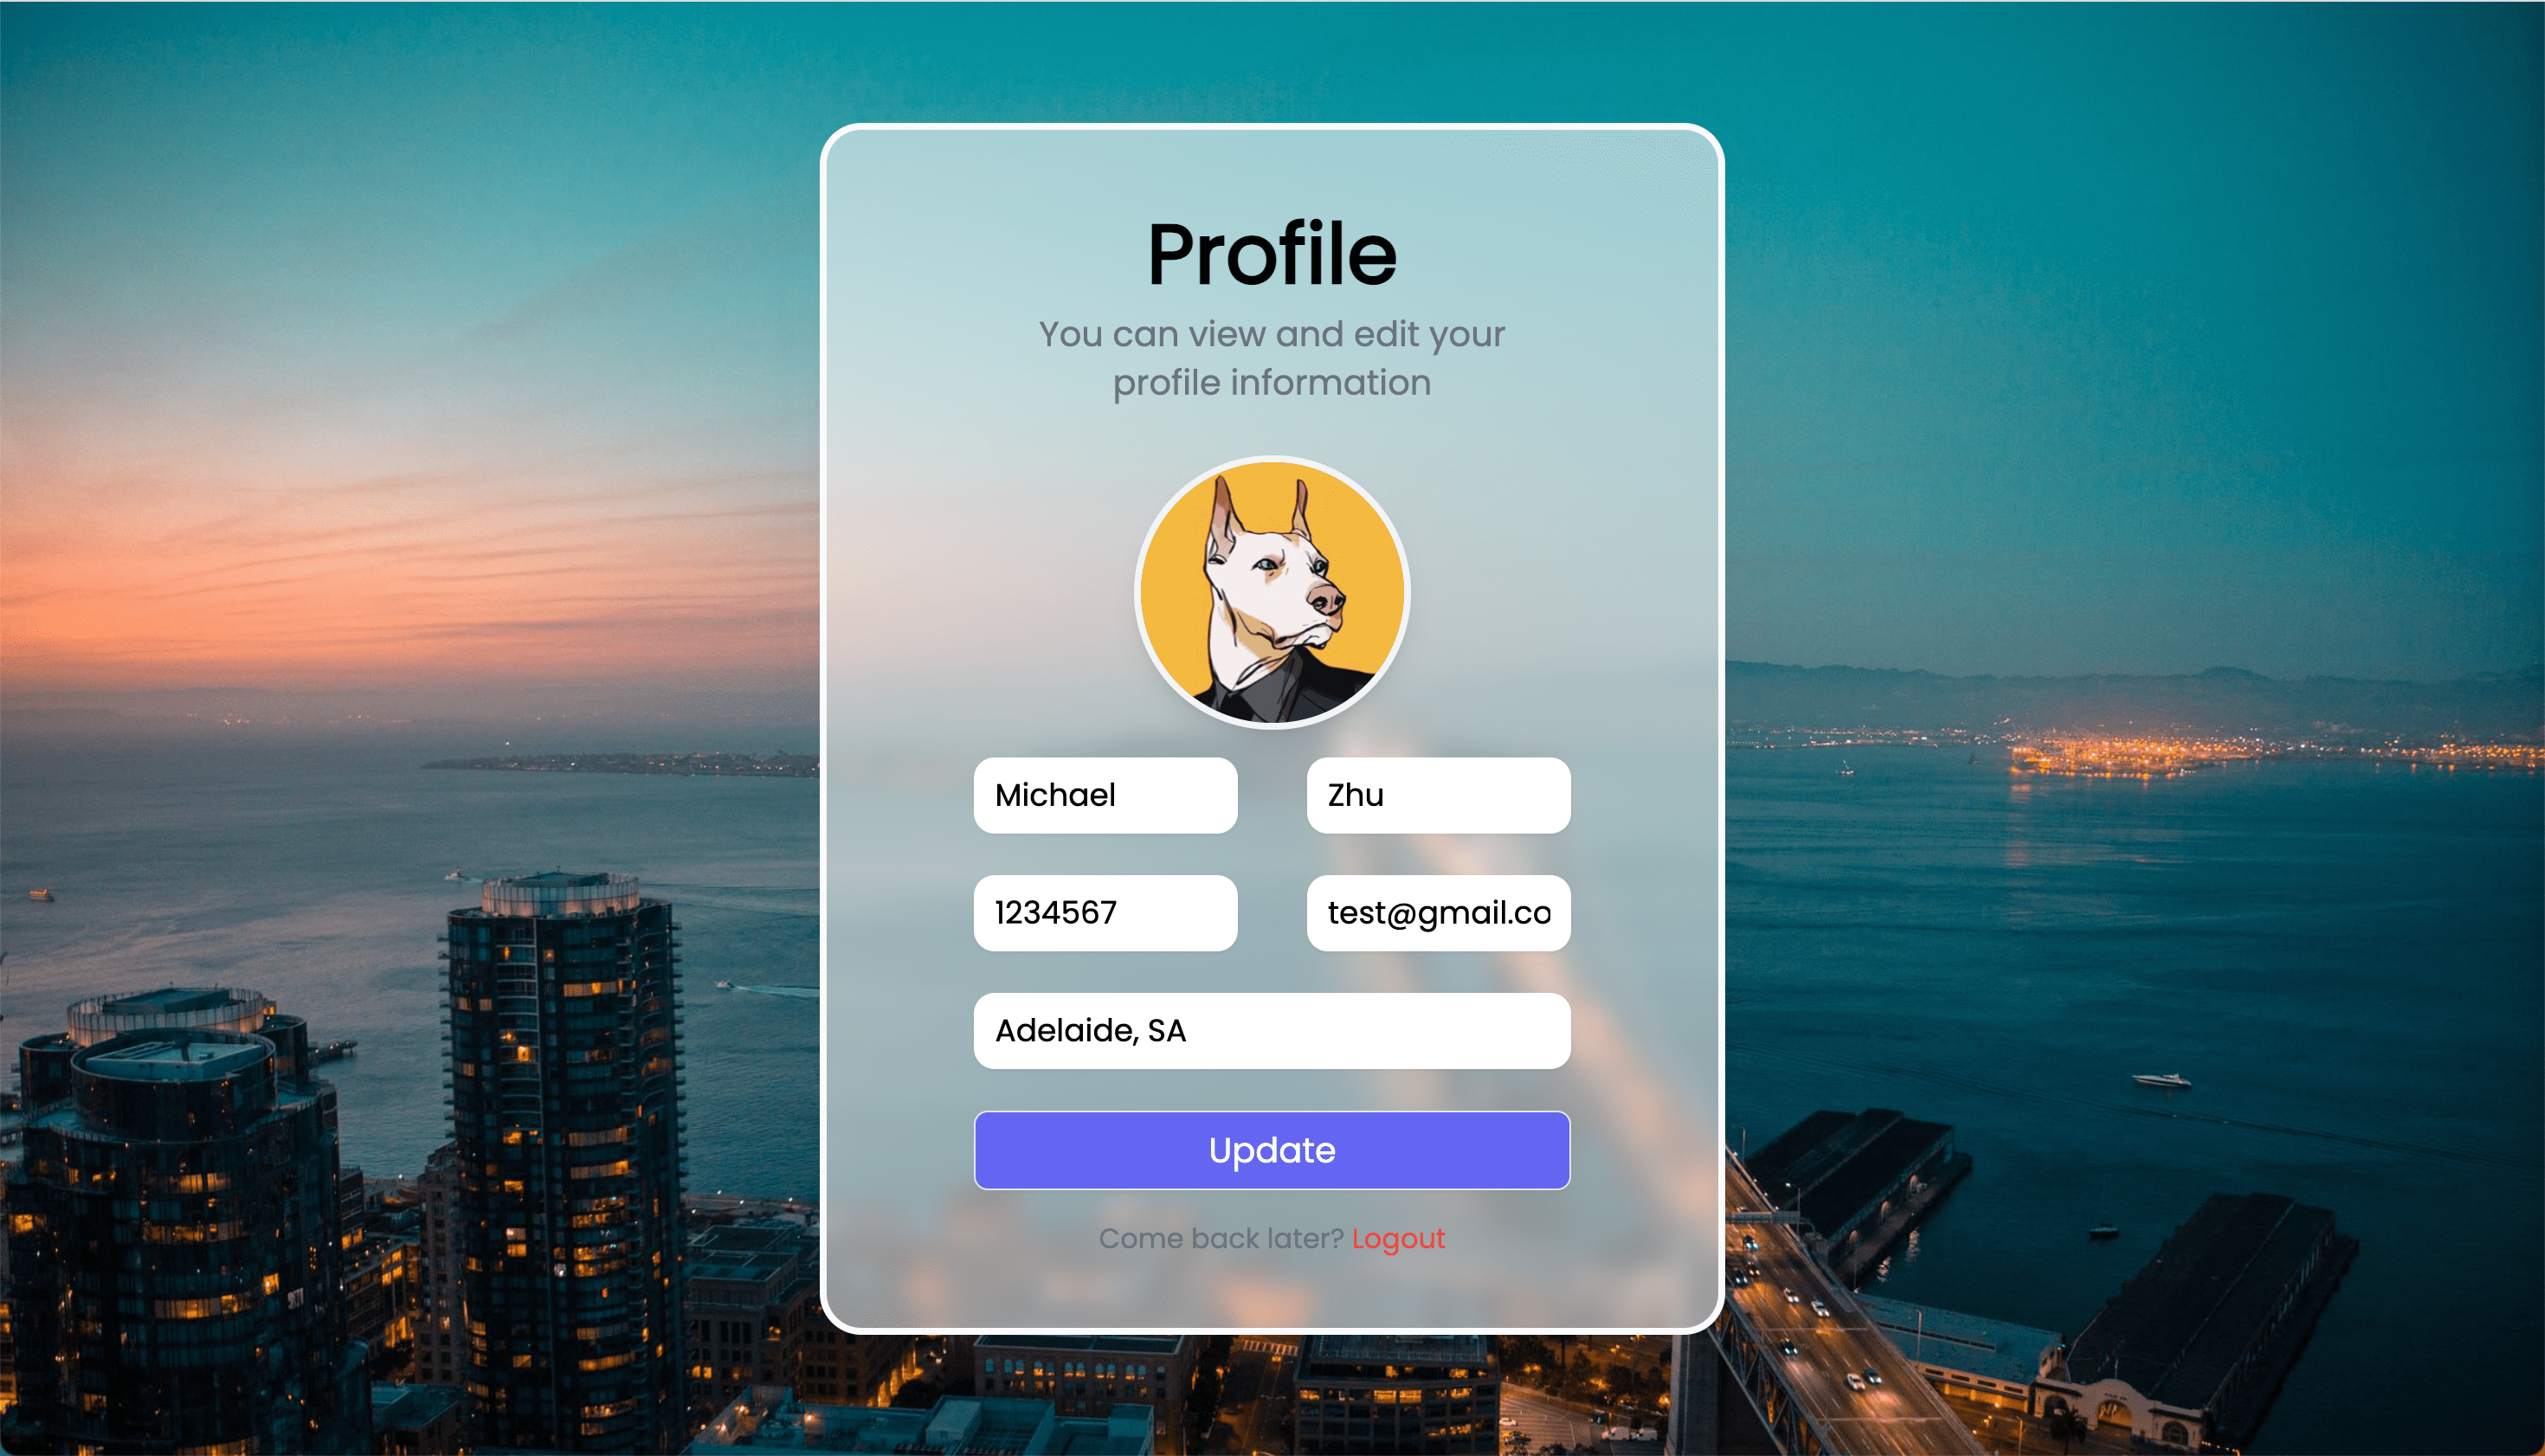 Profile
You can view and edit your
profile information
Michael
Zhu
1234567
test@gmail.co
Adelaide, SA
Update
Come back later? Logout